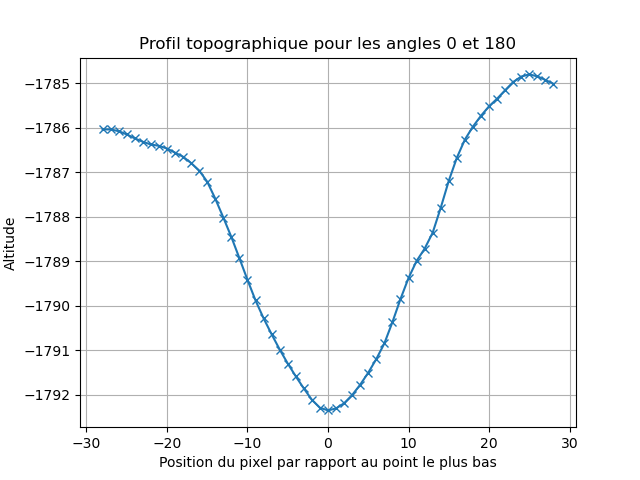 Profil topographique pour les angles 0 et 180
Altitude
−1785
−1786
−1787
−1788
−1789
−1790
−1791
−1792
−30 −20 −10 0 10 20 30
Position du pixel par rapport au point le plus bas